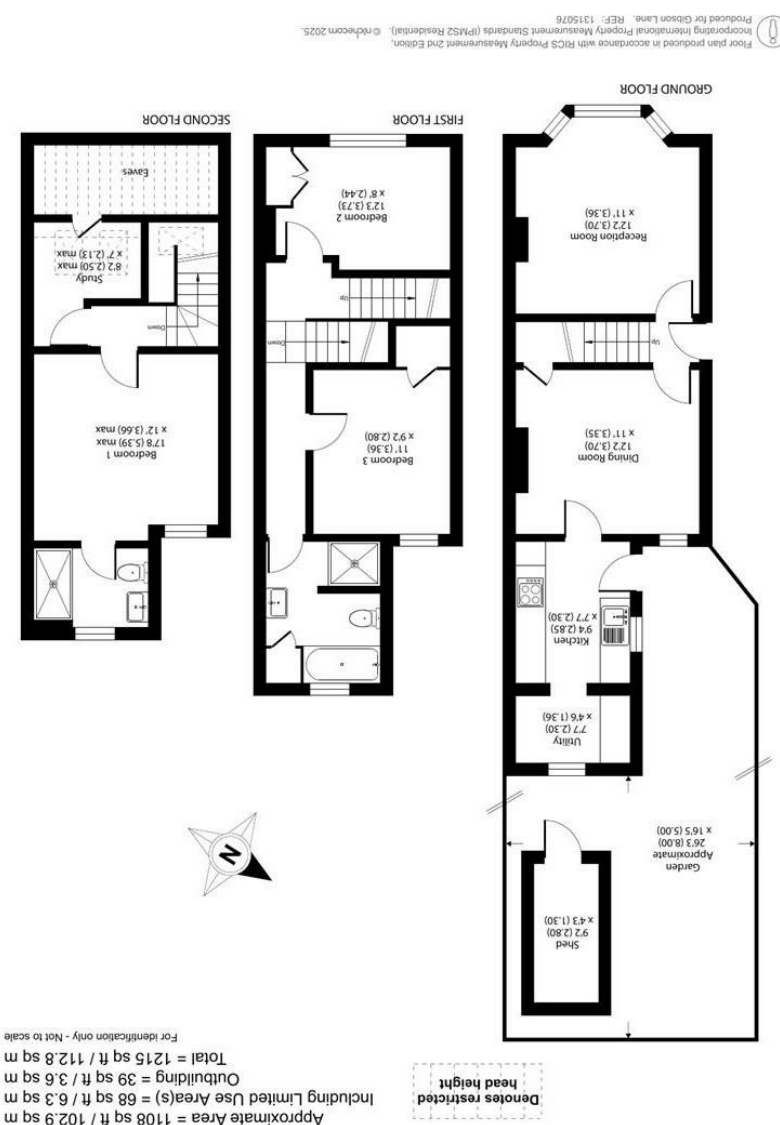 Denotes restricted
head height
Approximate Area = 1108 sq ft / 102.9 sq m
Including Limited Use Area(s) = 68 sq ft / 6.3 sq m
Outbuilding = 39 sq ft / 3.6 sq m
Total = 1215 sq ft / 112.8 sq m
For identification only - Not to scale
Shed
9'2 (2.80)
x 4'3 (1.30)
Garden
Approximate
26'3 (8.00)
x 16'5 (5.00)
N
Utility
7'7 (2.30)
x 4'6 (1.36)
Kitchen
9'4 (2.85)
x 7'7 (2.30)
Dining Room
12'2 (3.70)
x 11' (3.35)
Up
Reception Room
12'2 (3.70)
x 11' (3.36)
GROUND FLOOR
Bedroom 3
11' (3.36)
x 9'2 (2.80)
Down
Up
Bedroom 2
12'3 (3.73)
x 8' (2.44)
FIRST FLOOR
Bedroom 1
17'8 (5.39) max
x 12' (3.66) max
Down
Study
8'2 (2.50) max
x 7' (2.13) max
Eaves
SECOND FLOOR
Floor plan produced in accordance with RICS Property Measurement 2nd Edition,
Incorporating International Property Measurement Standards (IPMS2 Residential). © nichecom 2025.
Produced for Gibson Lane. REF: 1315076